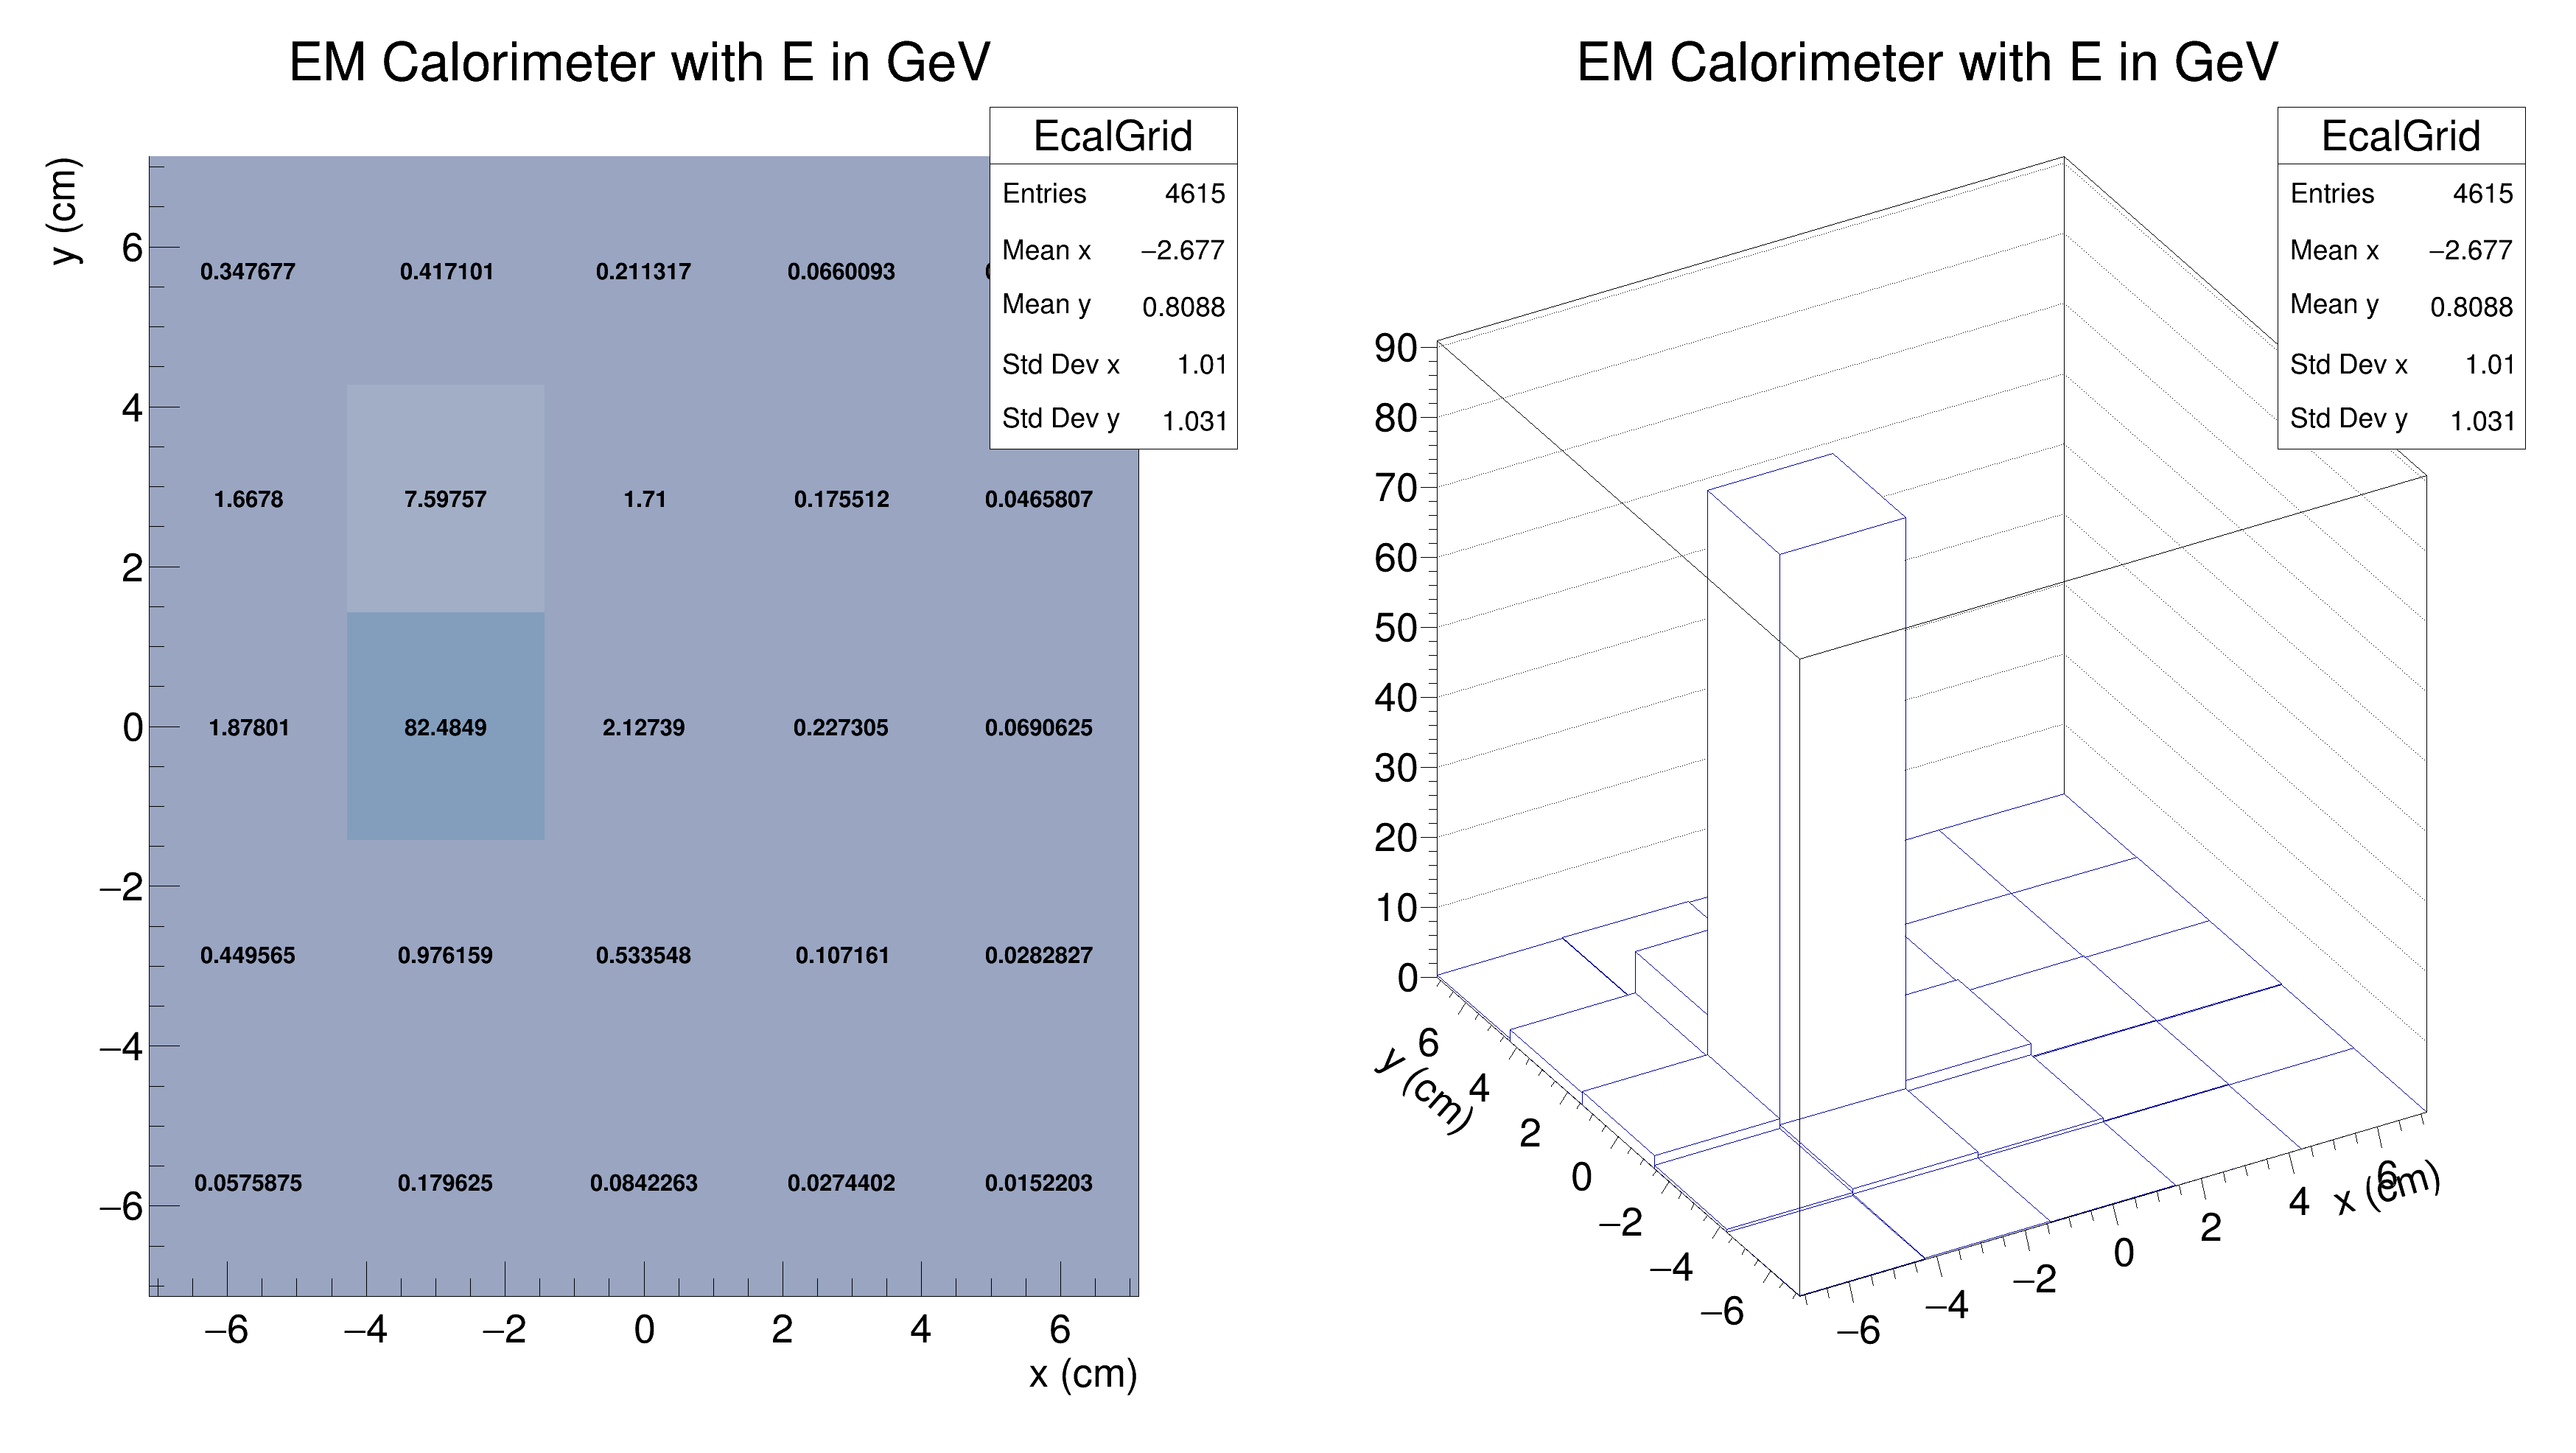 EM Calorimeter with E in GeV
EcalGrid
Entries 4615
Mean x −2.677
Mean y 0.8088
Std Dev x 1.01
Std Dev y 1.031
y (cm)
6
4
2
0
−2
−4
−6
0.347677 0.417101 0.211317 0.0660093
1.6678 7.59757 1.71 0.175512 0.0465807
1.87801 82.4849 2.12739 0.227305 0.0690625
0.449565 0.976159 0.533548 0.107161 0.0282827
0.0575875 0.179625 0.0842263 0.0274402 0.0152203
−6 −4 −2 0 2 4 6
x (cm)
EM Calorimeter with E in GeV
EcalGrid
Entries 4615
Mean x −2.677
Mean y 0.8088
Std Dev x 1.01
Std Dev y 1.031
90
80
70
60
50
40
30
20
10
0
y (cm)
6
4
2
0
−2
−4
−6
−6 −4 −2 0 2 4 6
x (cm)